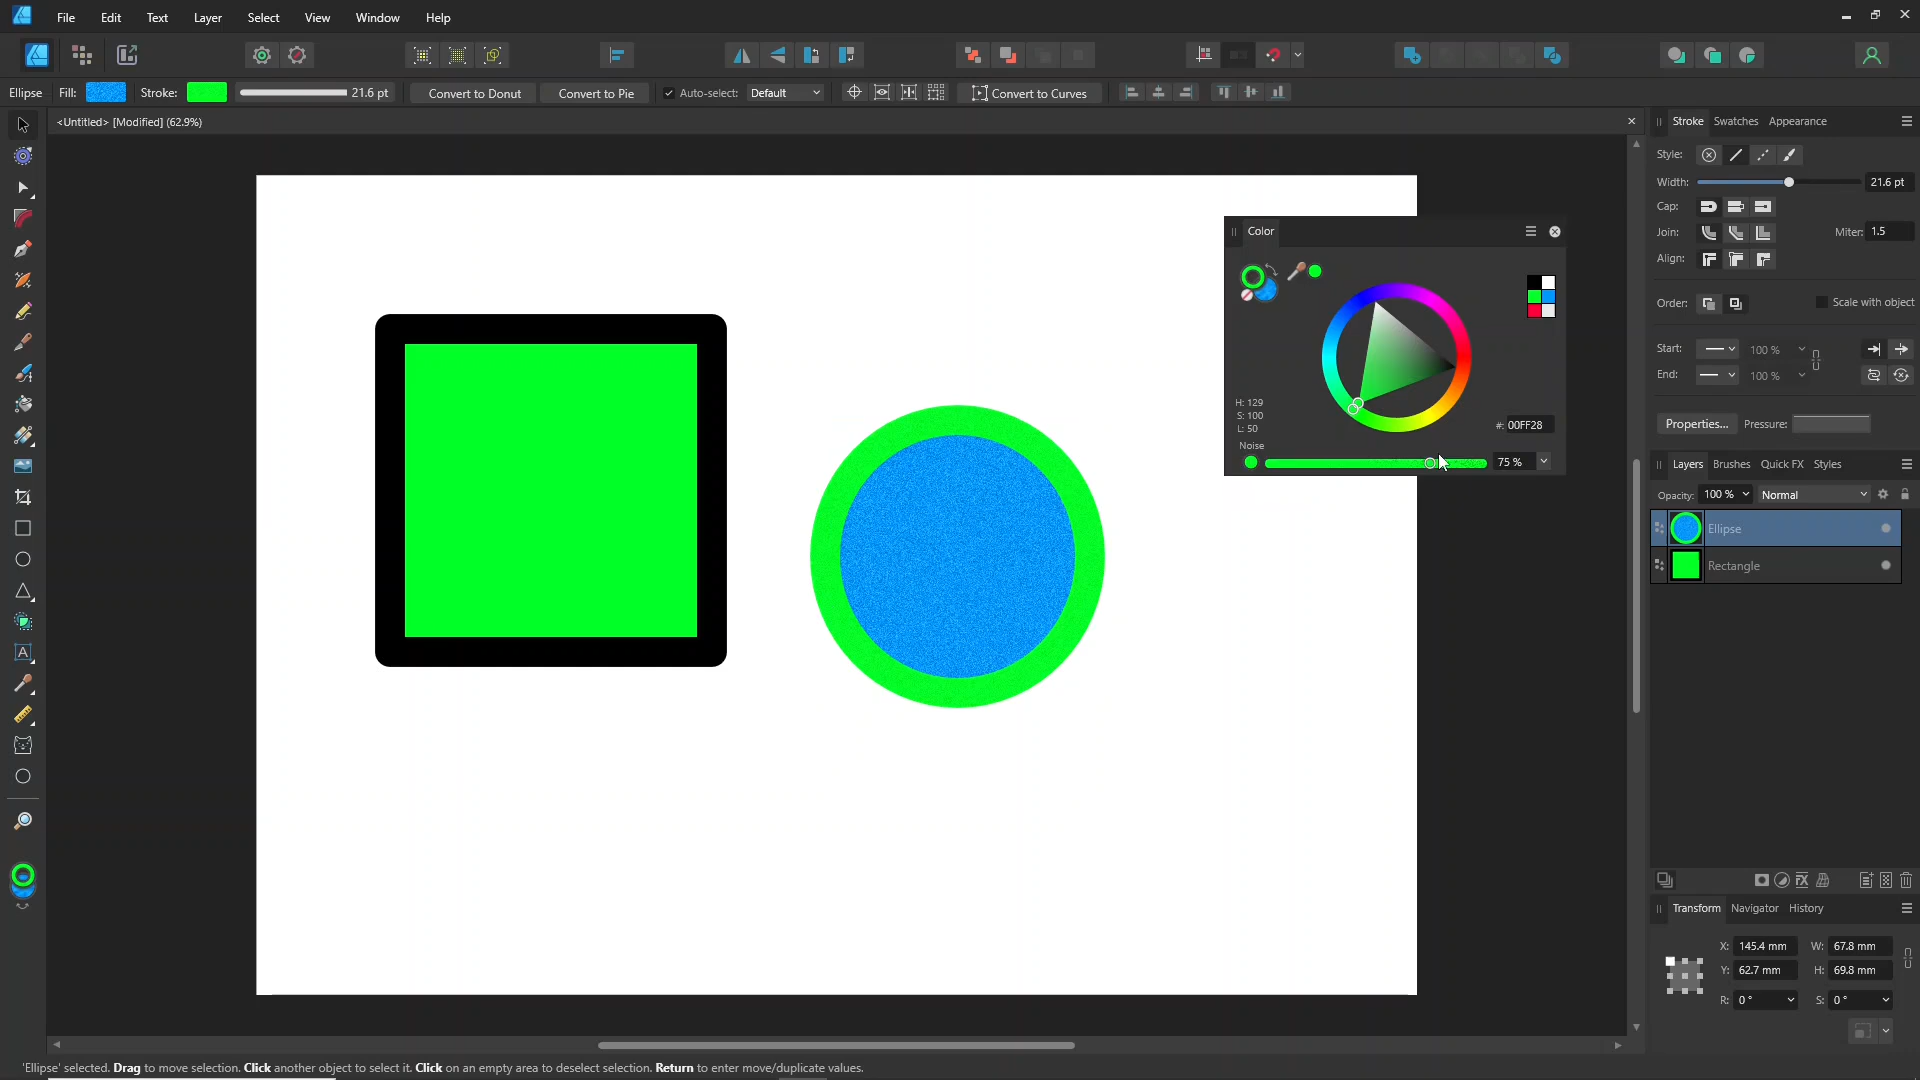 File Edit Text Layer Select View Window Help
Ellipse Fill: Stroke: 21.6 pt Convert to Donut Convert to Pie Auto-select: Default Convert to Curves
<Untitled> [Modified] (62.9%)
Stroke Swatches Appearance
Style:
Width: 21.6 pt
Cap:
Join: Miter: 1.5
Align:
Order: Scale with object
Start: 100 %
End: 100 %
Properties... Pressure:
Color
H: 129
S: 100
L: 50
#: 00FF28
Noise
75 %
Layers Brushes Quick FX Styles
Opacity: 100 % Normal
Ellipse
Rectangle
Transform Navigator History
X: 145.4 mm W: 67.8 mm
Y: 62.7 mm H: 69.8 mm
R: 0 ° S: 0 °
'Ellipse' selected. Drag to move selection. Click another object to select it. Click on an empty area to deselect selection. Return to enter move/duplicate values.